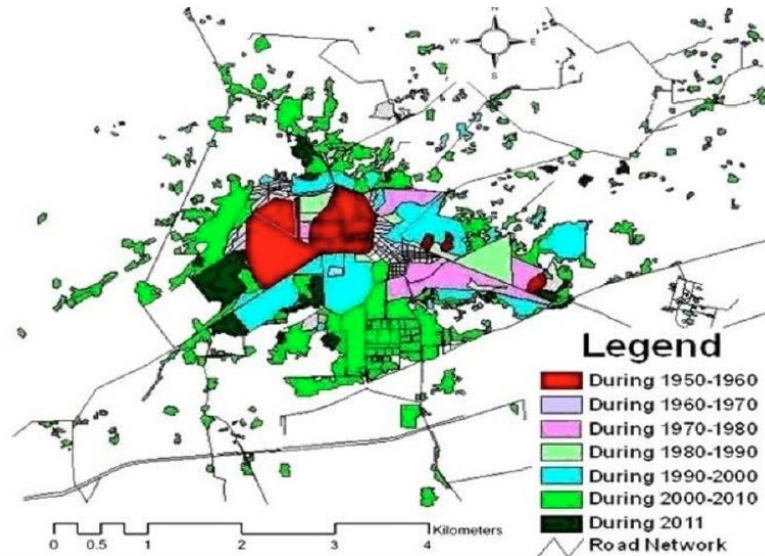 N
W E
S
Legend
During 1950-1960
During 1960-1970
During 1970-1980
During 1980-1990
During 1990-2000
During 2000-2010
During 2011
Road Network
Kilometers
0 0.5 1 2 3 4